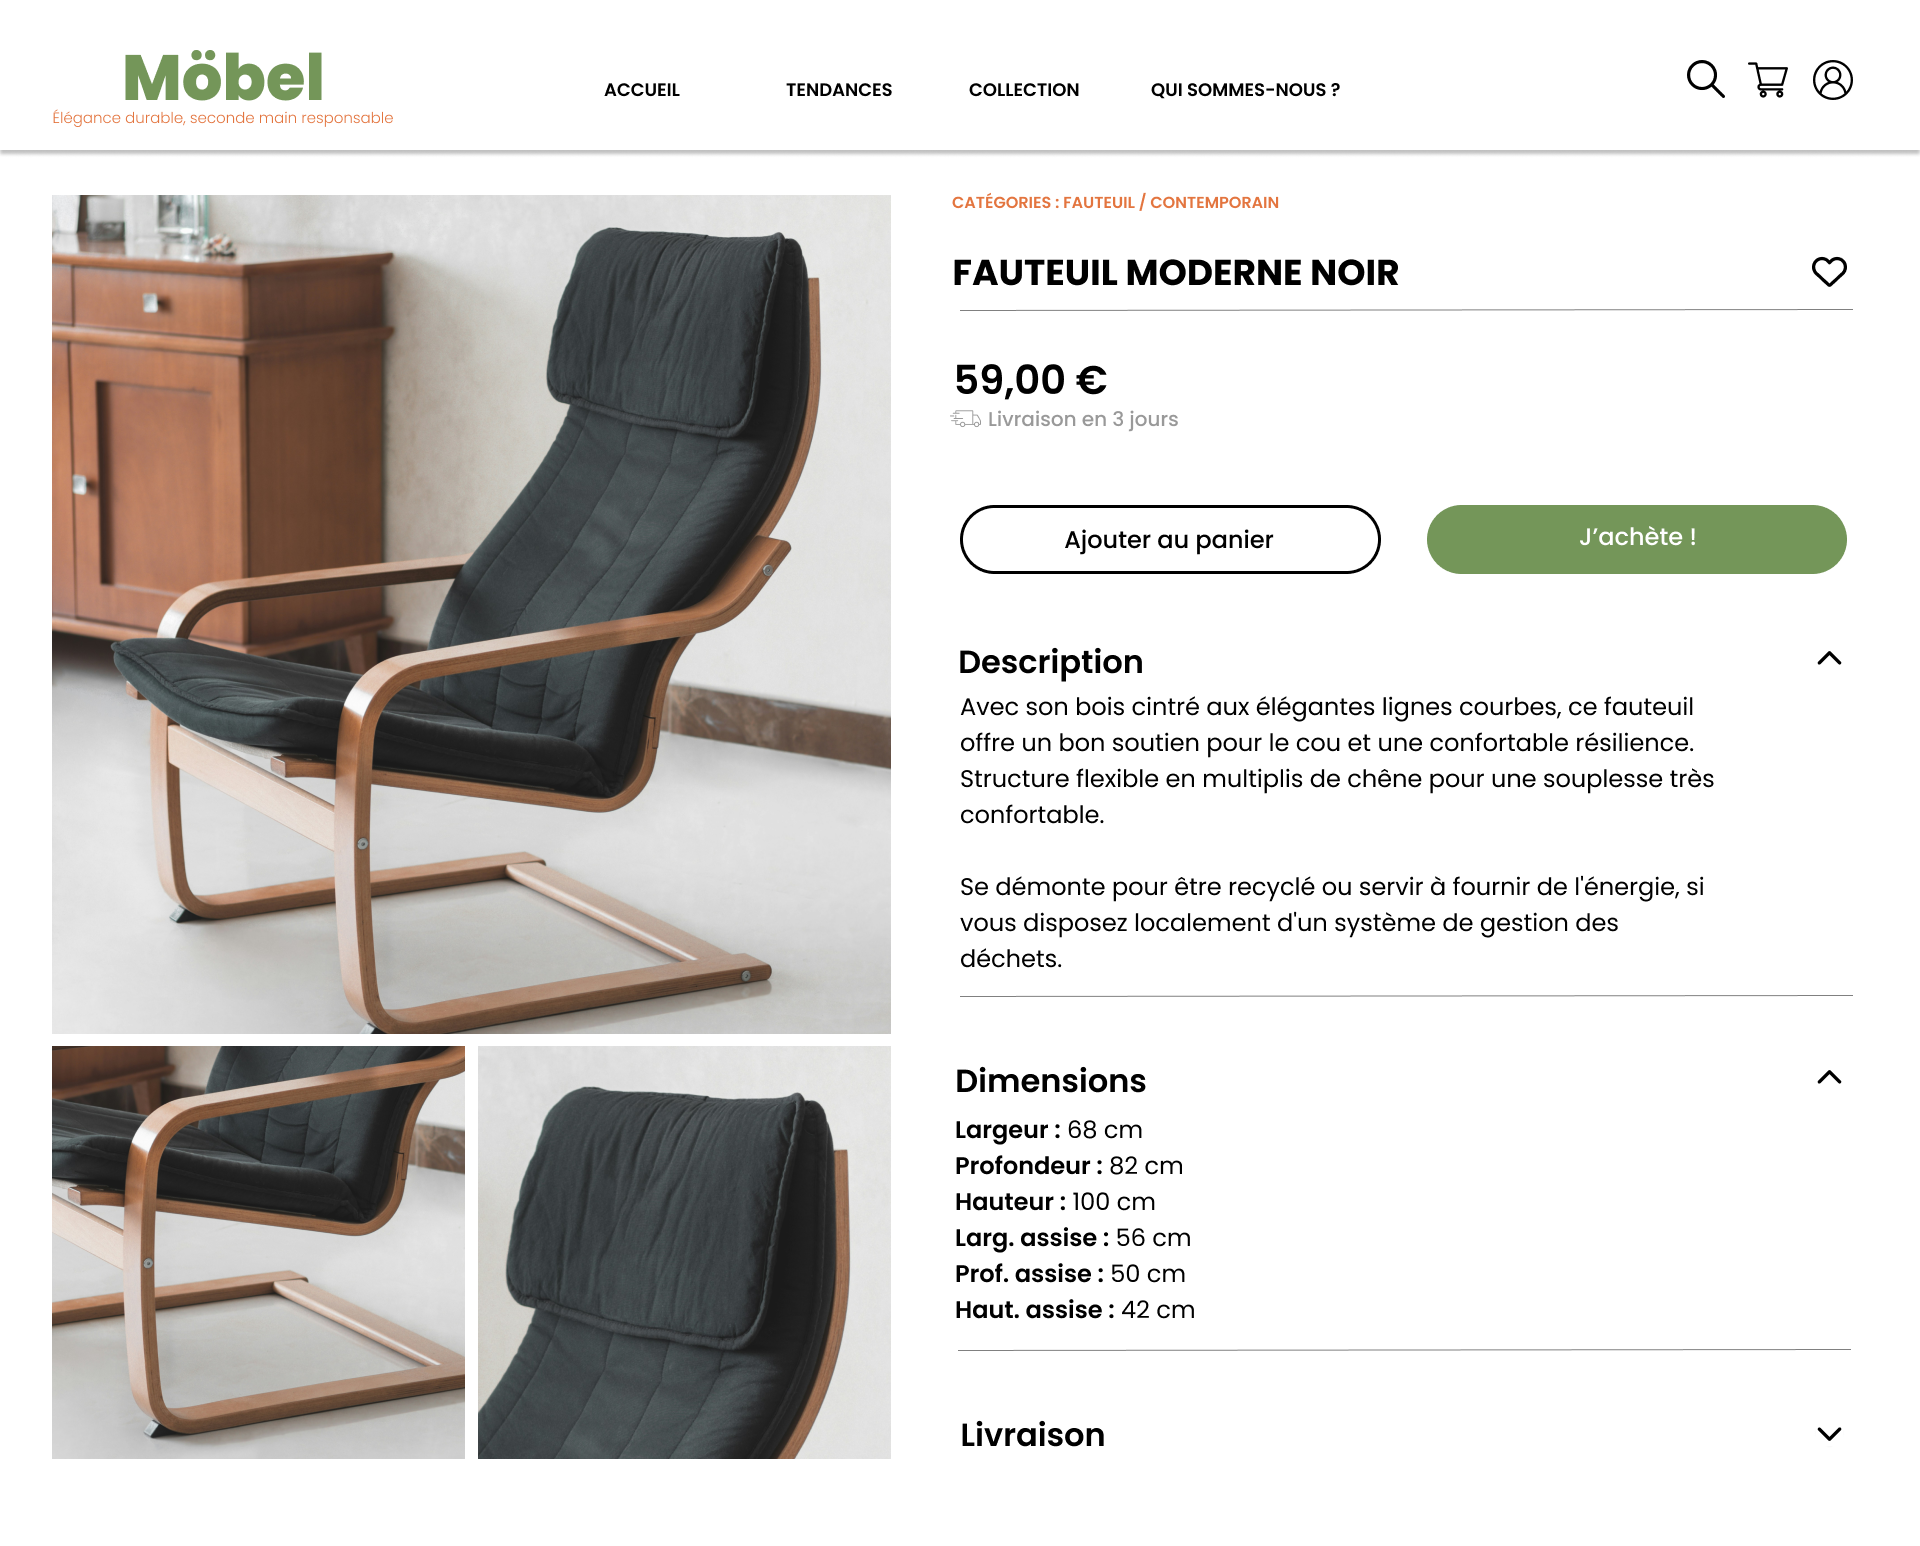 Möbel
Élégance durable, seconde main responsable
ACCUEIL
TENDANCES
COLLECTION
QUI SOMMES-NOUS ?
CATÉGORIES : FAUTEUIL / CONTEMPORAIN
FAUTEUIL MODERNE NOIR
59,00 €
Livraison en 3 jours
Ajouter au panier
J’achète !
Description
Avec son bois cintré aux élégantes lignes courbes, ce fauteuil
offre un bon soutien pour le cou et une confortable résilience.
Structure flexible en multiplis de chêne pour une souplesse très
confortable.
Se démonte pour être recyclé ou servir à fournir de l'énergie, si
vous disposez localement d'un système de gestion des
déchets.
Dimensions
Largeur : 68 cm
Profondeur : 82 cm
Hauteur : 100 cm
Larg. assise : 56 cm
Prof. assise : 50 cm
Haut. assise : 42 cm
Livraison